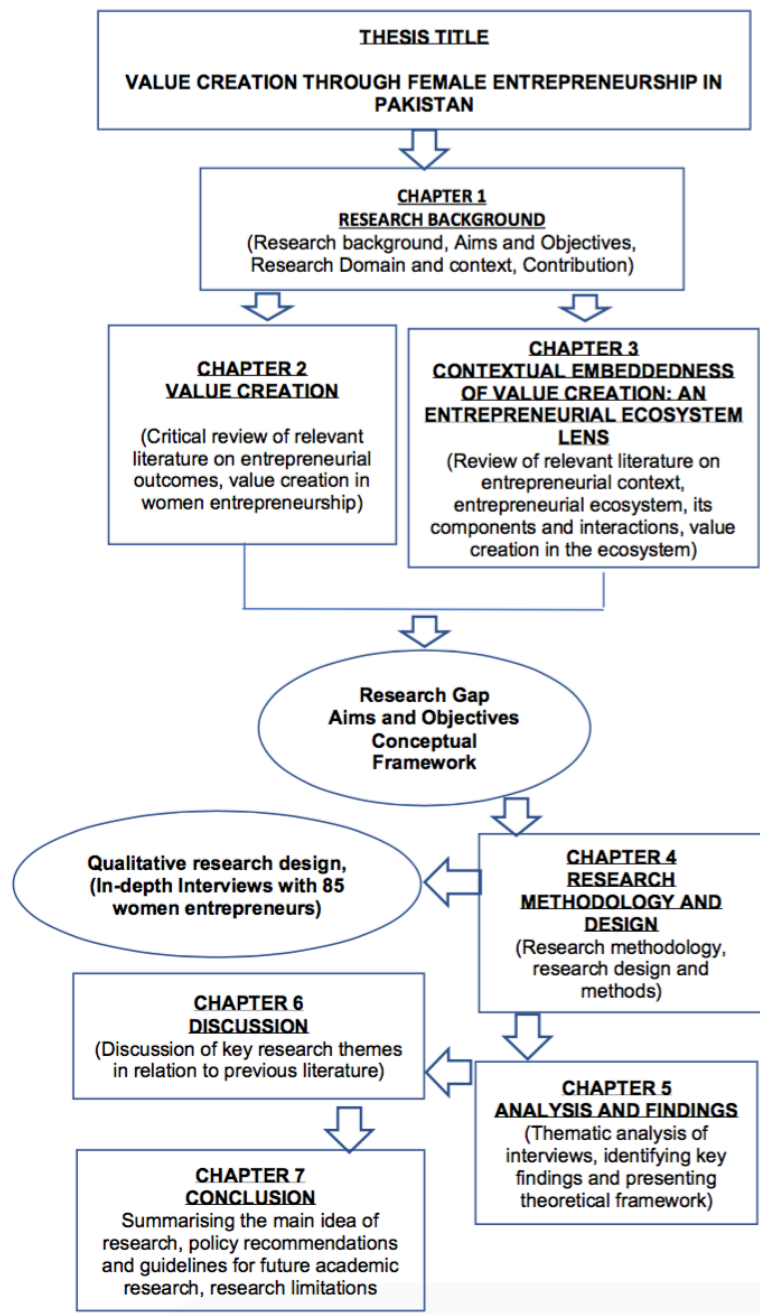 THESIS TITLE
VALUE CREATION THROUGH FEMALE ENTREPRENEURSHIP IN
PAKISTAN
CHAPTER 1
RESEARCH BACKGROUND
(Research background, Aims and Objectives,
Research Domain and context, Contribution)
CHAPTER 2
VALUE CREATION
(Critical review of relevant
literature on entrepreneurial
outcomes, value creation in
women entrepreneurship)
CHAPTER 3
CONTEXTUAL EMBEDDEDNESS
OF VALUE CREATION: AN
ENTREPRENEURIAL ECOSYSTEM
LENS
(Review of relevant literature on
entrepreneurial context,
entrepreneurial ecosystem, its
components and interactions, value
creation in the ecosystem)
Research Gap
Aims and Objectives
Conceptual
Framework
CHAPTER 4
RESEARCH
METHODOLOGY AND
DESIGN
(Research methodology,
research design and
methods)
Qualitative research design,
(In-depth Interviews with 85
women entrepreneurs)
CHAPTER 5
ANALYSIS AND FINDINGS
(Thematic analysis of
interviews, identifying key
findings and presenting
theoretical framework)
CHAPTER 6
DISCUSSION
(Discussion of key research themes
in relation to previous literature)
CHAPTER 7
CONCLUSION
Summarising the main idea of
research, policy recommendations
and guidelines for future academic
research, research limitations